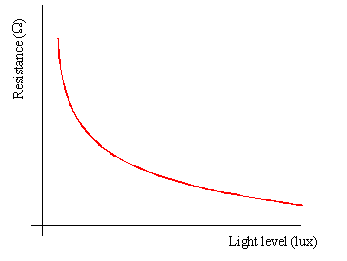 Resistance (Ω)
Light level (lux)